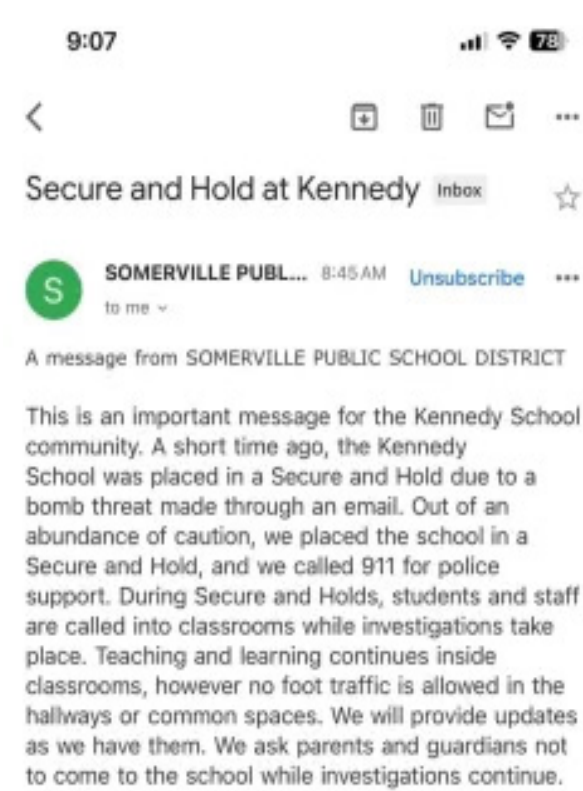 9:07
78
Secure and Hold at Kennedy Inbox
S
SOMERVILLE PUBL... 8:45 AM Unsubscribe
to me
A message from SOMERVILLE PUBLIC SCHOOL DISTRICT
This is an important message for the Kennedy School
community. A short time ago, the Kennedy
School was placed in a Secure and Hold due to a
bomb threat made through an email. Out of an
abundance of caution, we placed the school in a
Secure and Hold, and we called 911 for police
support. During Secure and Holds, students and staff
are called into classrooms while investigations take
place. Teaching and learning continues inside
classrooms, however no foot traffic is allowed in the
hallways or common spaces. We will provide updates
as we have them. We ask parents and guardians not
to come to the school while investigations continue.